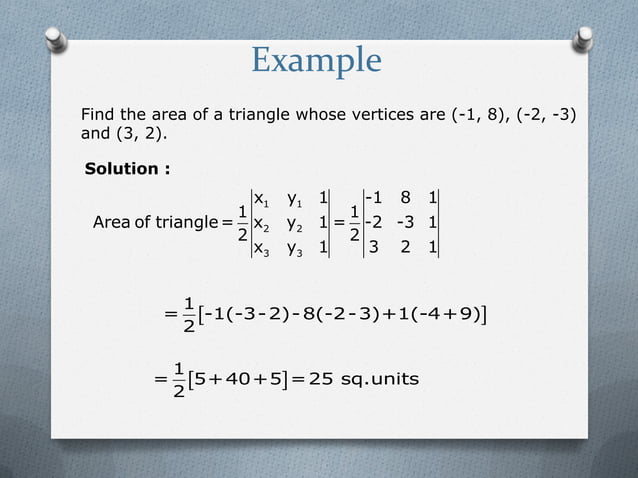 Example
Find the area of a triangle whose vertices are (-1, 8), (-2, -3)
and (3, 2).
Solution :
x₁ y₁ 1 -1 8 1
Area of triangle = 1/2 x₂ y₂ 1 = 1/2 -2 -3 1
x₃ y₃ 1 3 2 1
= 1/2 [-1(-3-2)-8(-2-3)+1(-4+9)]
= 1/2 [5+40+5]=25 sq.units